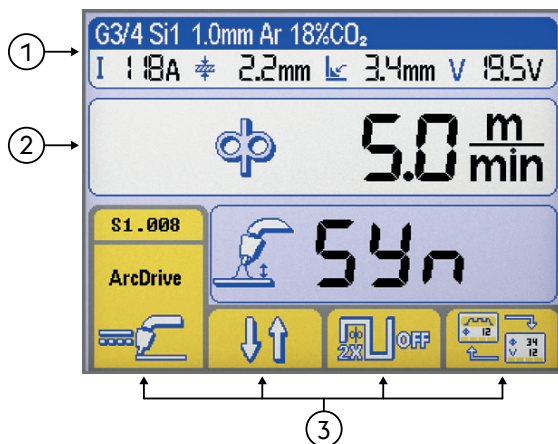 G3/4 Si1 1.0mm Ar 18%CO₂
I 118A 2.2mm 3.4mm V 19.5V
1
2
5.0 m/min
S1.008
SYn
ArcDrive
2X OFF
12
34
V 12
3